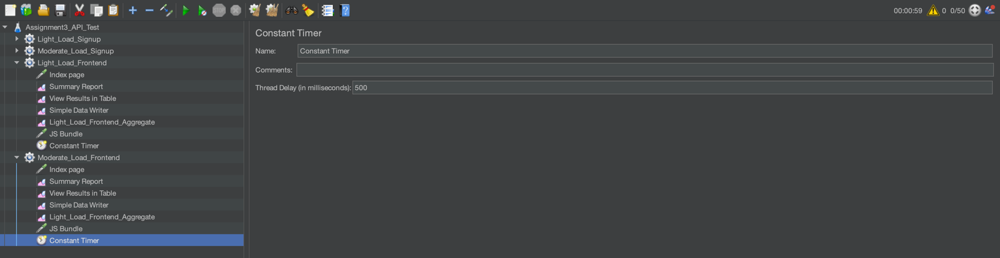 00:00:59 0 0/50
Assignment3_API_Test
Light_Load_Signup
Moderate_Load_Signup
Light_Load_Frontend
Index page
Summary Report
View Results in Table
Simple Data Writer
Light_Load_Frontend_Aggregate
JS Bundle
Constant Timer
Moderate_Load_Frontend
Index page
Summary Report
View Results in Table
Simple Data Writer
Light_Load_Frontend_Aggregate
JS Bundle
Constant Timer
Constant Timer
Name: Constant Timer
Comments:
Thread Delay (in milliseconds): 500